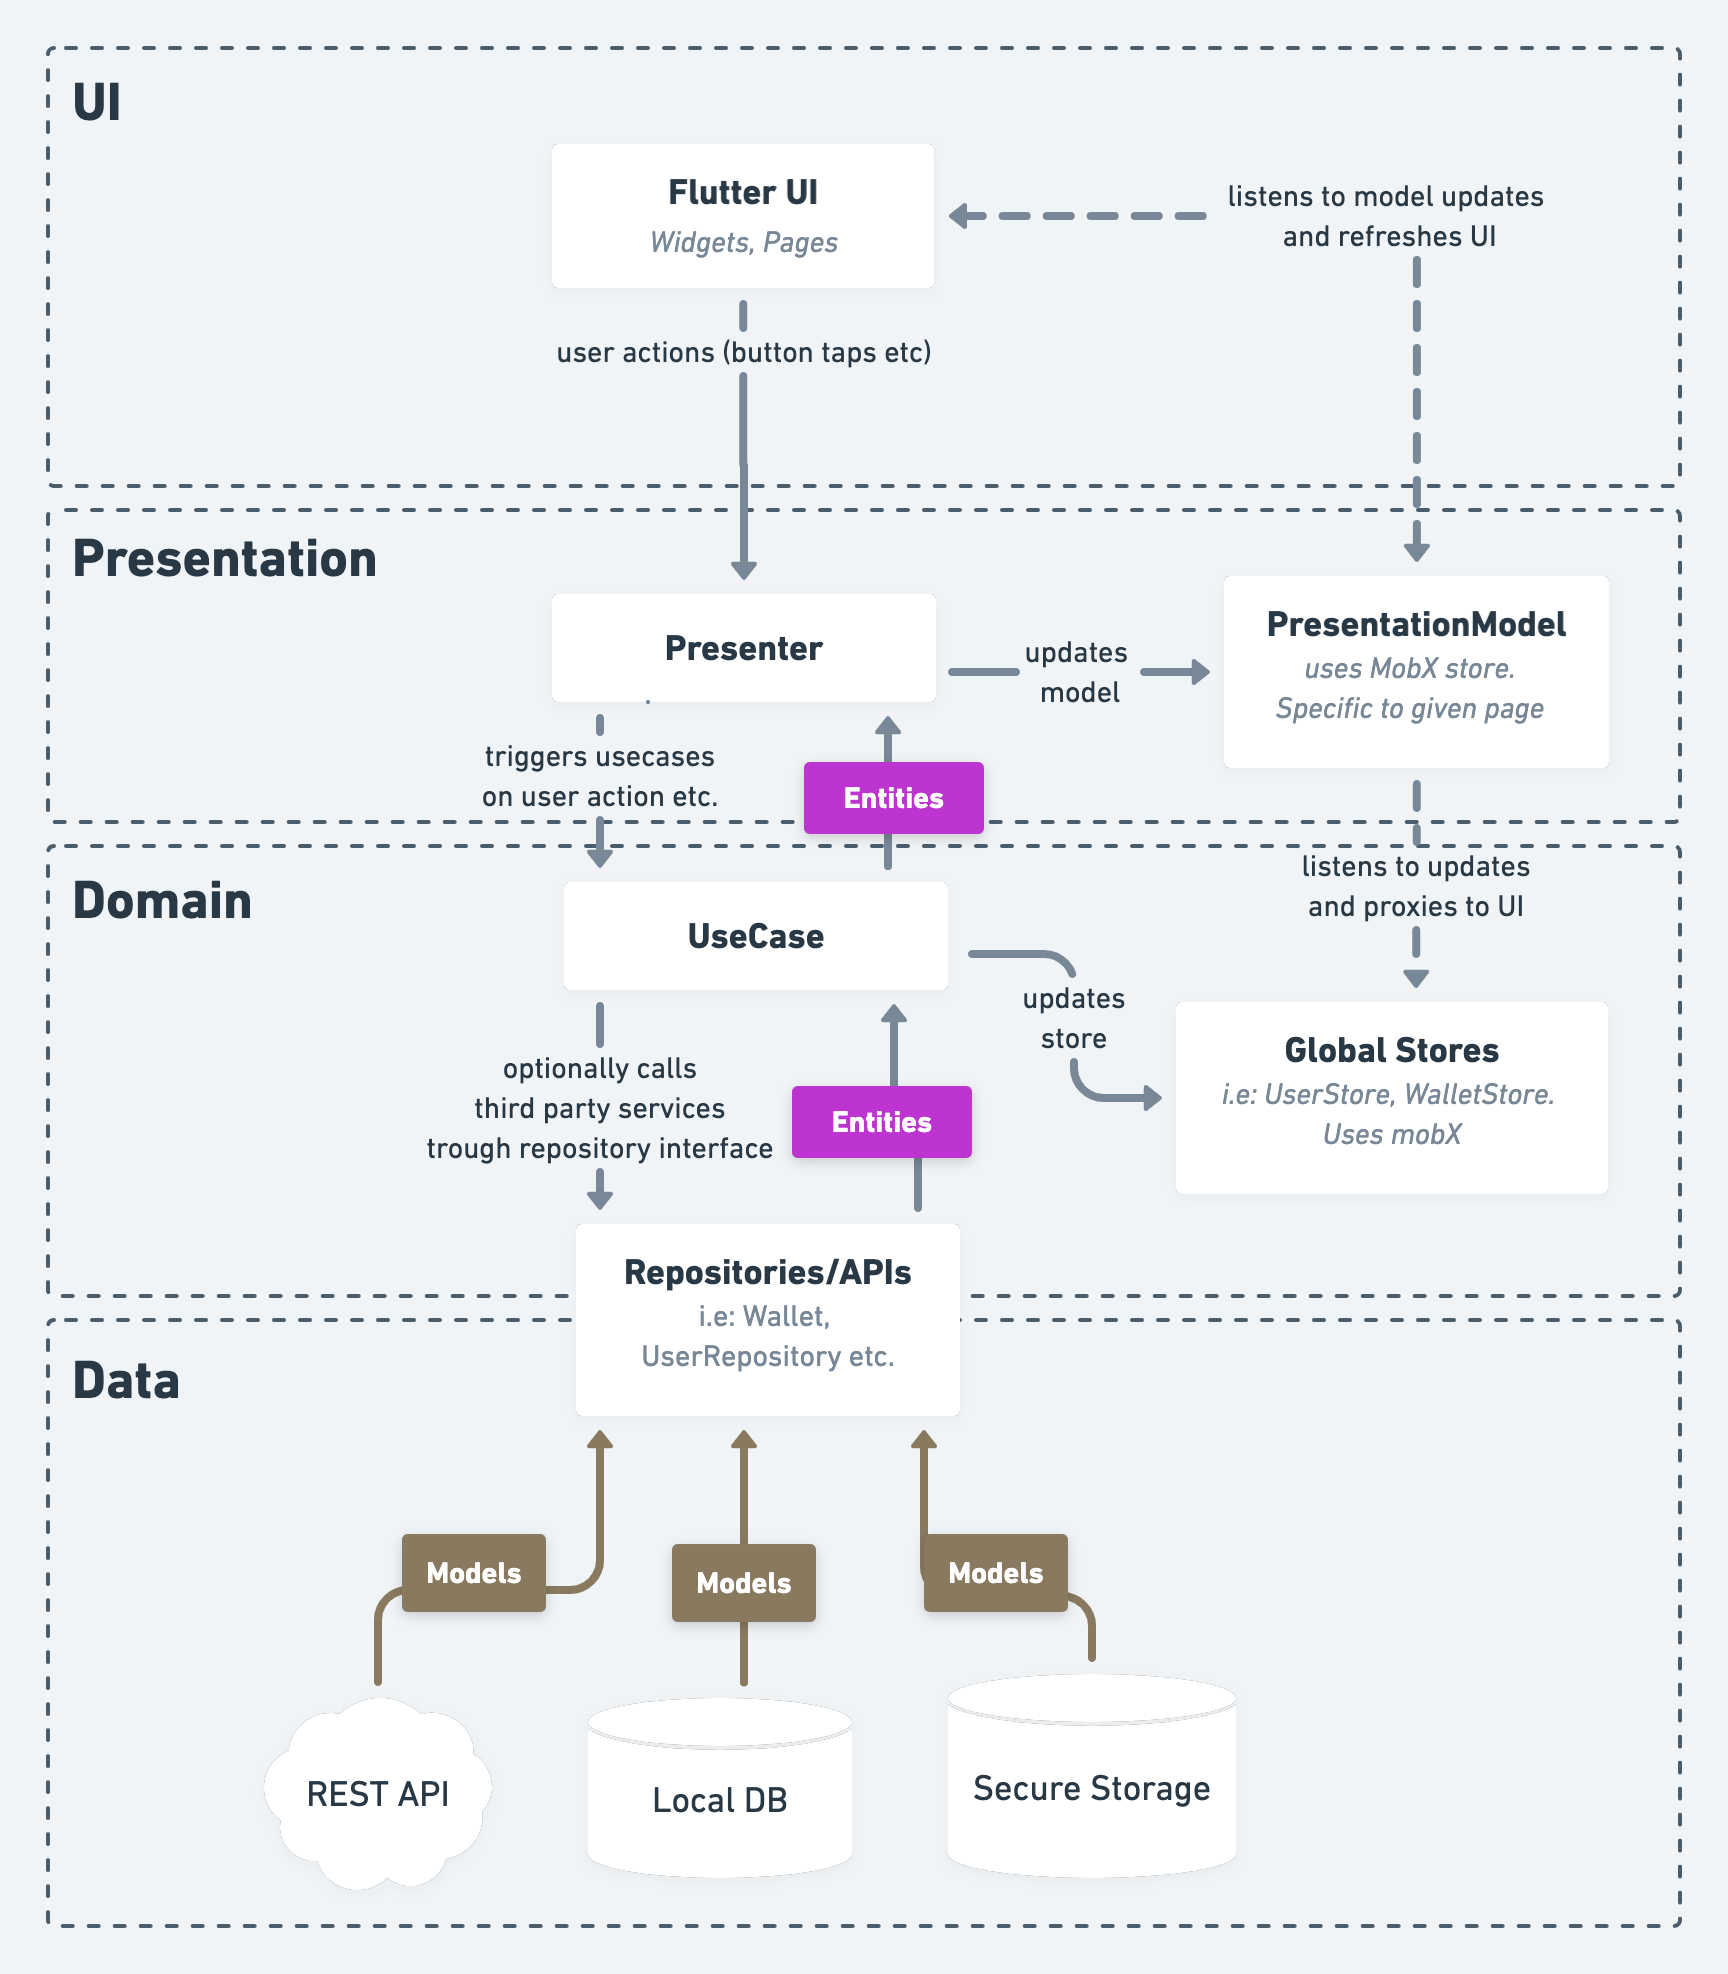 UI
Flutter UI
Widgets, Pages
listens to model updates
and refreshes UI
user actions (button taps etc)
Presentation
Presenter
updates
model
PresentationModel
uses MobX store.
Specific to given page
triggers usecases
on user action etc.
Entities
Domain
listens to updates
and proxies to UI
UseCase
updates
store
Global Stores
i.e: UserStore, WalletStore.
Uses mobX
optionally calls
third party services
trough repository interface
Entities
Repositories/APIs
i.e: Wallet,
UserRepository etc.
Data
Models
Models
Models
REST API
Local DB
Secure Storage